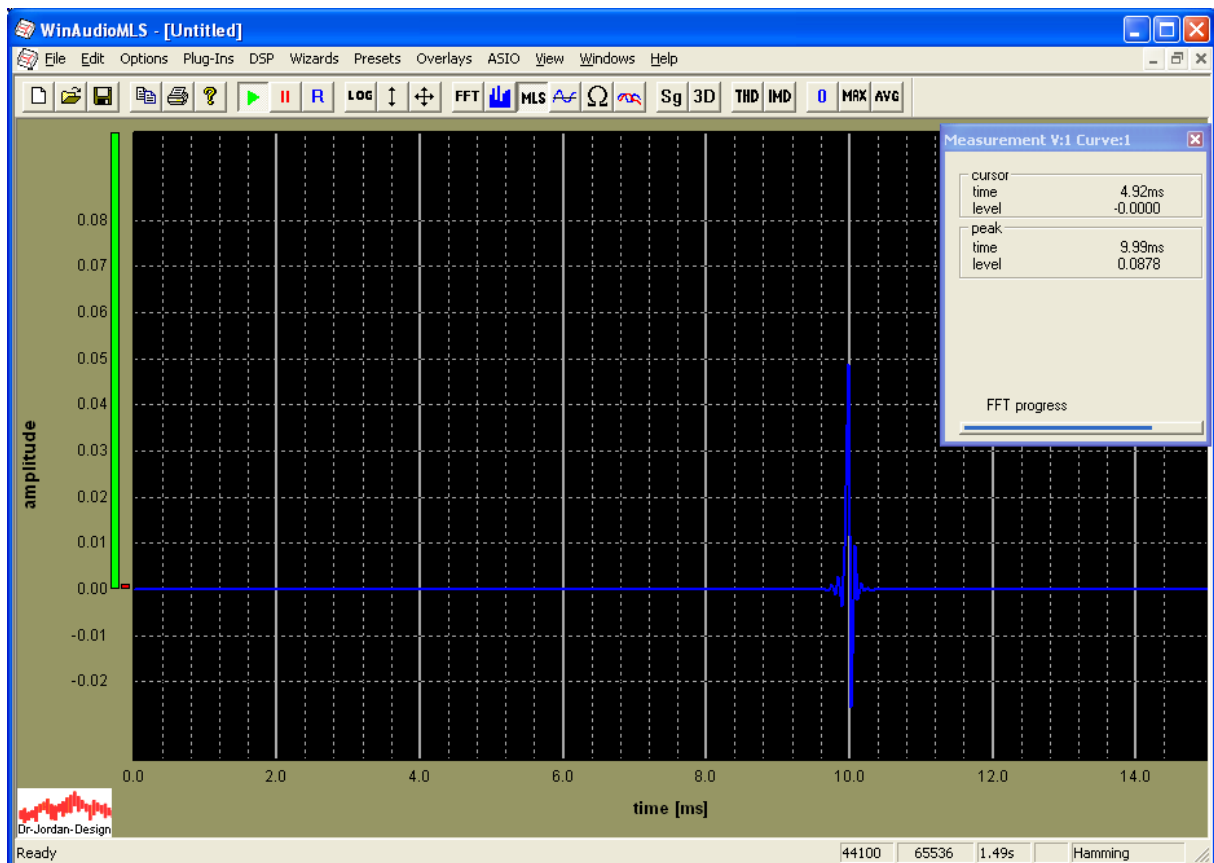 WinAudioMLS - [Untitled]
File Edit Options Plug-Ins DSP Wizards Presets Overlays ASIO View Windows Help
R LOG FFT MLS Ω Sg 3D THD IMD 0 MAX AVG
Measurement V:1 Curve:1
cursor
time 4.92ms
level -0.0000
peak
time 9.99ms
level 0.0878
FFT progress
amplitude
0.08
0.07
0.06
0.05
0.04
0.03
0.02
0.01
0.00
-0.01
-0.02
0.0 2.0 4.0 6.0 8.0 10.0 12.0 14.0
time [ms]
Dr-Jordan-Design
Ready 44100 65536 1.49s Hamming